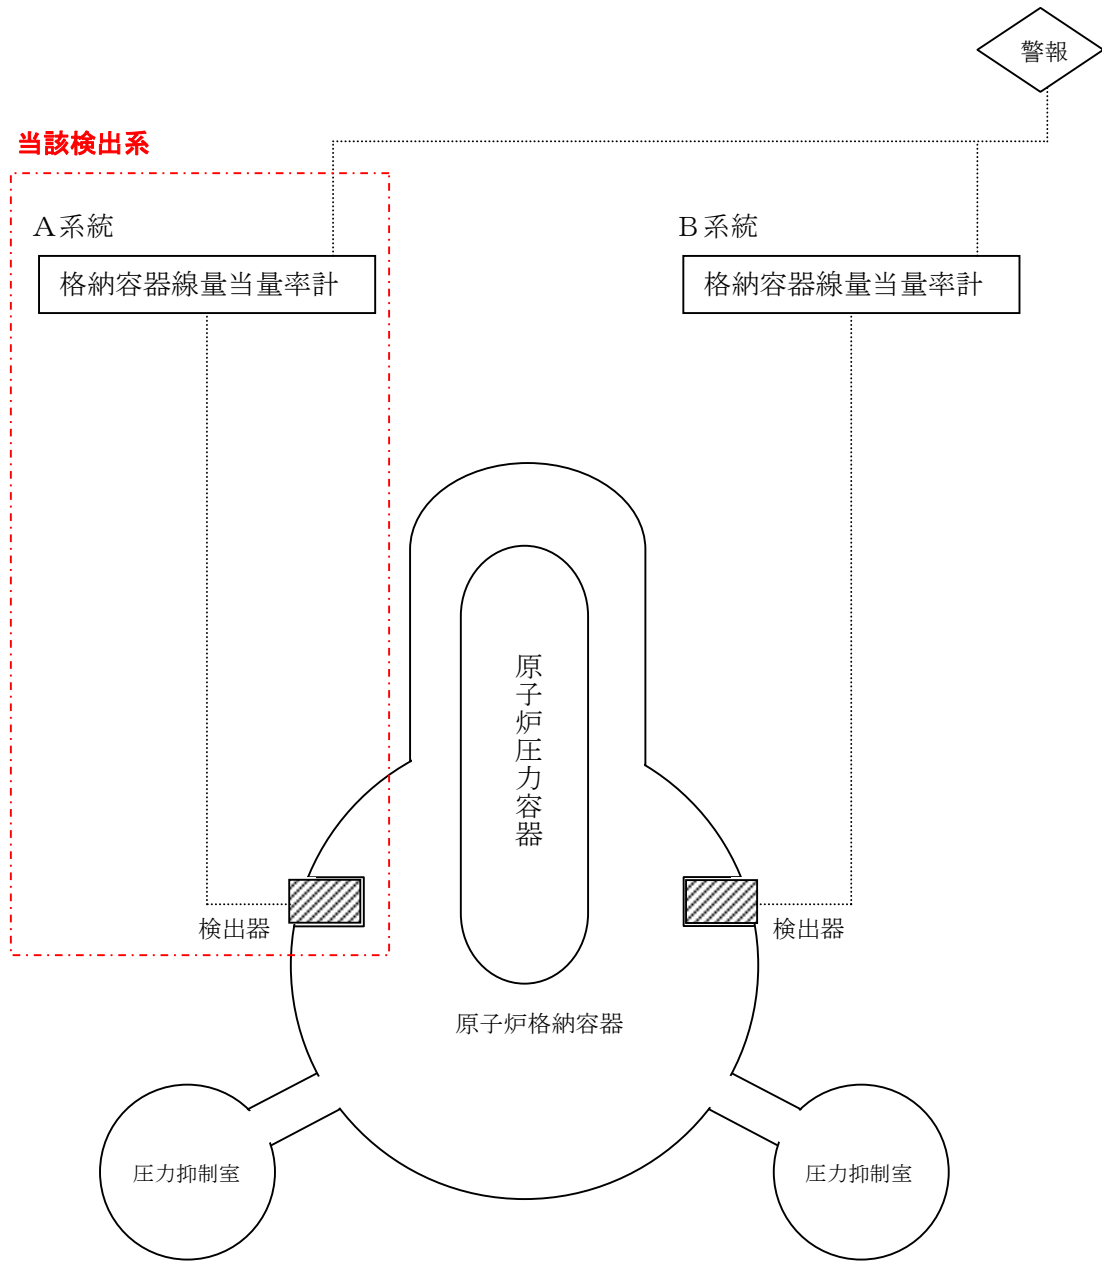 警報
当該検出系
A系統
B系統
格納容器線量当量率計
格納容器線量当量率計
原子炉圧力容器
検出器
検出器
原子炉格納容器
圧力抑制室
圧力抑制室